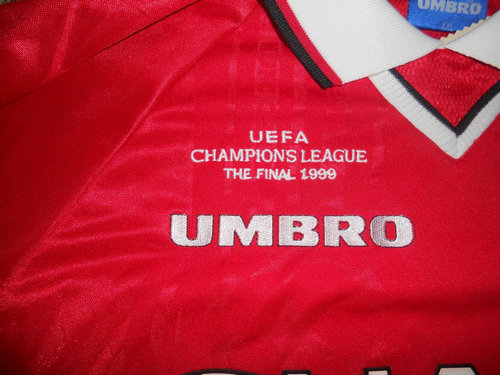 UMBRO
UEFA
CHAMPIONS LEAGUE
THE FINAL 1999
UMBRO